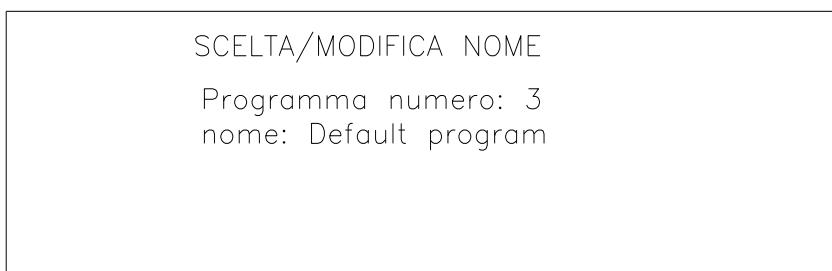 SCELTA/MODIFICA NOME
Programma numero: 3
nome: Default program